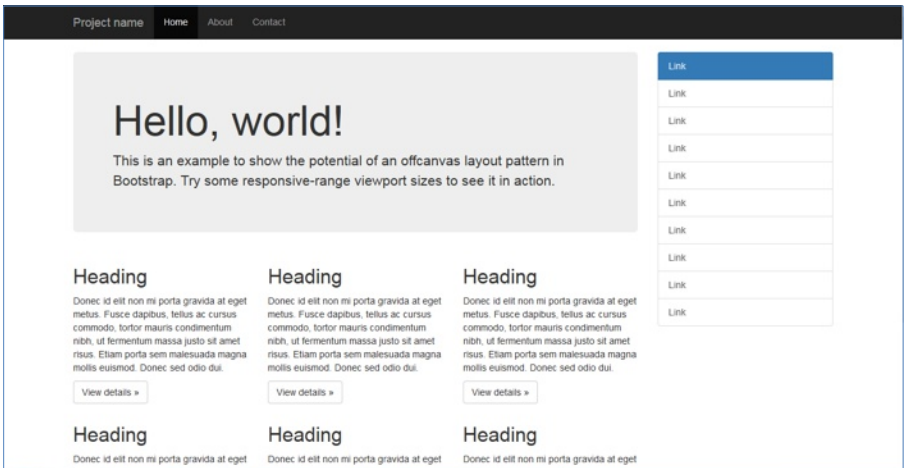 Project name Home About Contact
Hello, world!
This is an example to show the potential of an offcanvas layout pattern in
Bootstrap. Try some responsive-range viewport sizes to see it in action.
Link
Link
Link
Link
Link
Link
Link
Link
Link
Link
Heading
Donec id elit non mi porta gravida at eget
metus. Fusce dapibus, tellus ac cursus
commodo, tortor mauris condimentum
nibh, ut fermentum massa justo sit amet
risus. Etiam porta sem malesuada magna
mollis euismod. Donec sed odio dui.
View details »
Heading
Donec id elit non mi porta gravida at eget
metus. Fusce dapibus, tellus ac cursus
commodo, tortor mauris condimentum
nibh, ut fermentum massa justo sit amet
risus. Etiam porta sem malesuada magna
mollis euismod. Donec sed odio dui.
View details »
Heading
Donec id elit non mi porta gravida at eget
metus. Fusce dapibus, tellus ac cursus
commodo, tortor mauris condimentum
nibh, ut fermentum massa justo sit amet
risus. Etiam porta sem malesuada magna
mollis euismod. Donec sed odio dui.
View details »
Heading
Donec id elit non mi porta gravida at eget
Heading
Donec id elit non mi porta gravida at eget
Heading
Donec id elit non mi porta gravida at eget